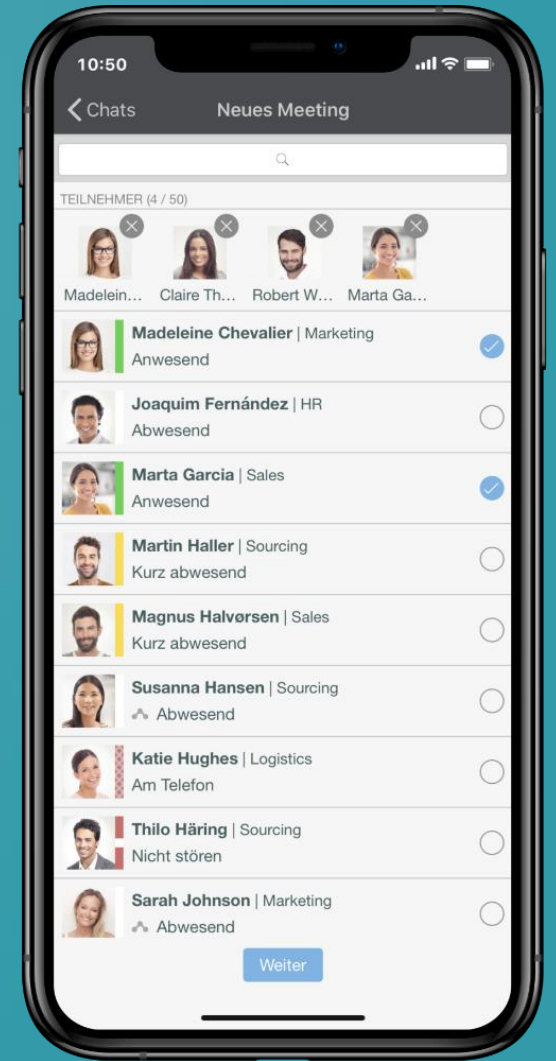 10:50
Chats
Neues Meeting
TEILNEHMER (4 / 50)
Madelein... Claire Th... Robert W... Marta Ga...
Madeleine Chevalier | Marketing
Anwesend
Joaquim Fernández | HR
Abwesend
Marta Garcia | Sales
Anwesend
Martin Haller | Sourcing
Kurz abwesend
Magnus Halvørsen | Sales
Kurz abwesend
Susanna Hansen | Sourcing
Abwesend
Katie Hughes | Logistics
Am Telefon
Thilo Häring | Sourcing
Nicht stören
Sarah Johnson | Marketing
Abwesend
Weiter